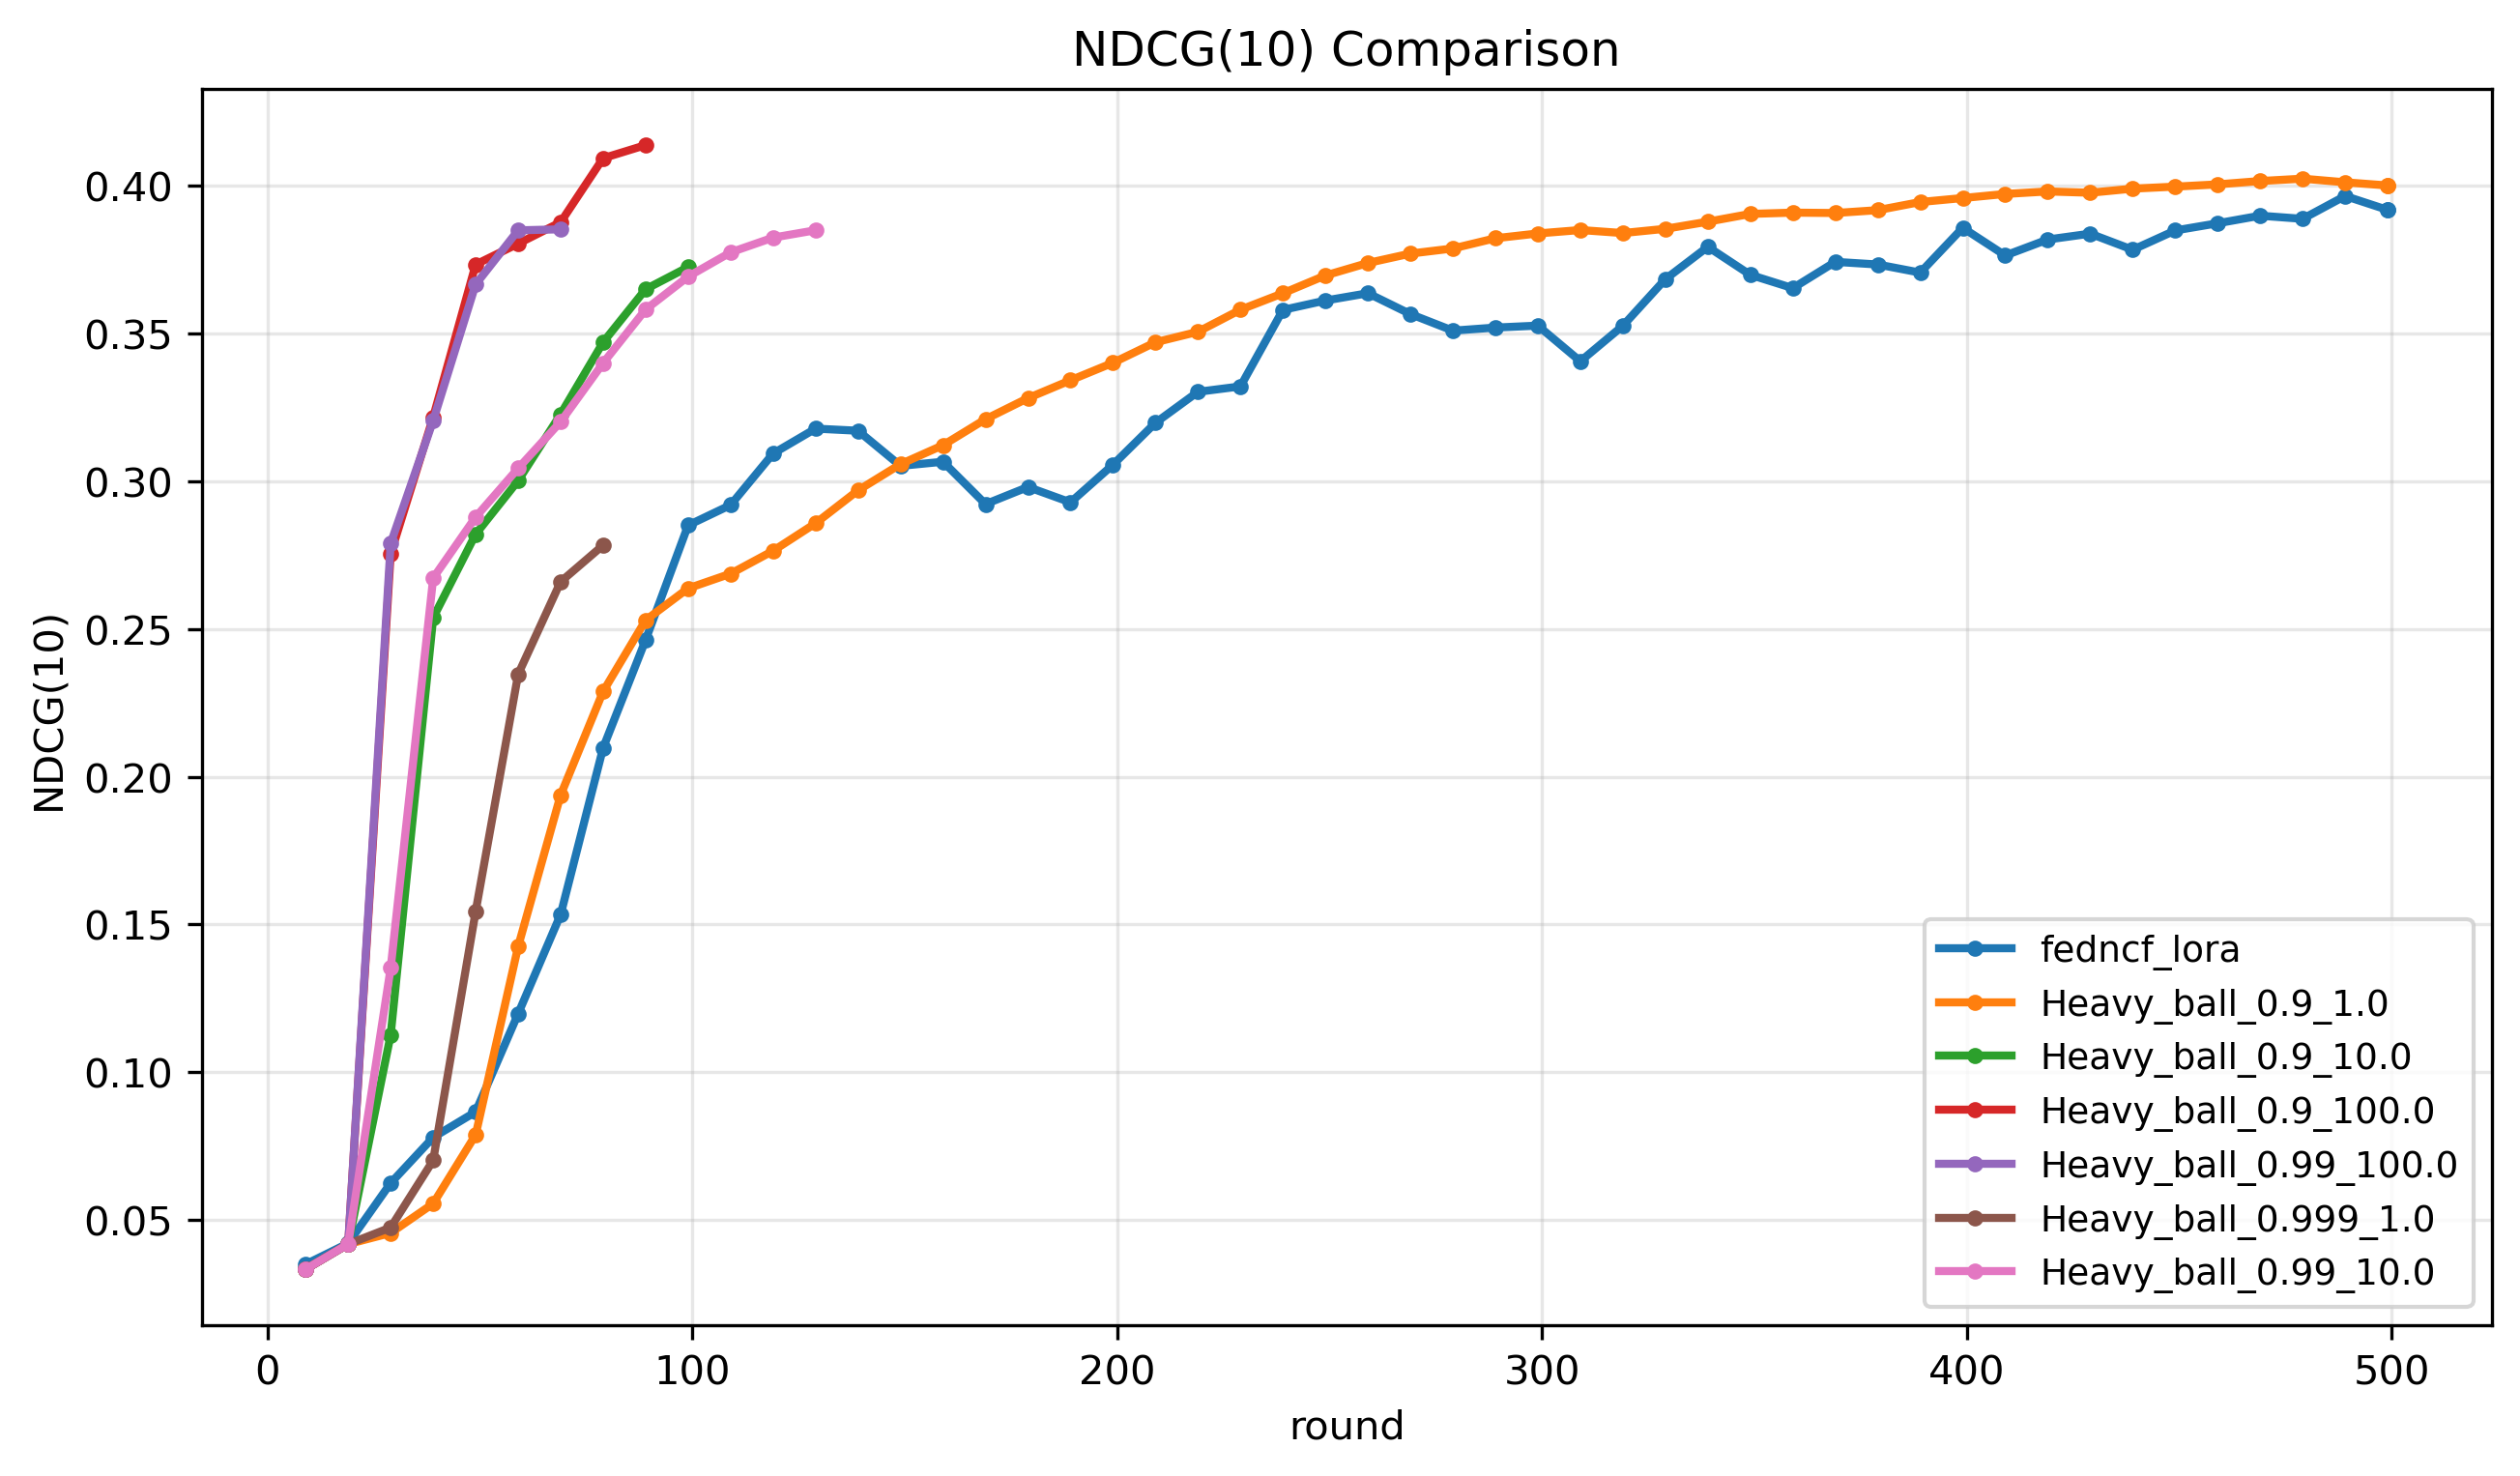 NDCG(10) Comparison
NDCG(10)
0.40
0.35
0.30
0.25
0.20
0.15
0.10
0.05
0 100 200 300 400 500
round
fedncf_lora
Heavy_ball_0.9_1.0
Heavy_ball_0.9_10.0
Heavy_ball_0.9_100.0
Heavy_ball_0.99_100.0
Heavy_ball_0.999_1.0
Heavy_ball_0.99_10.0